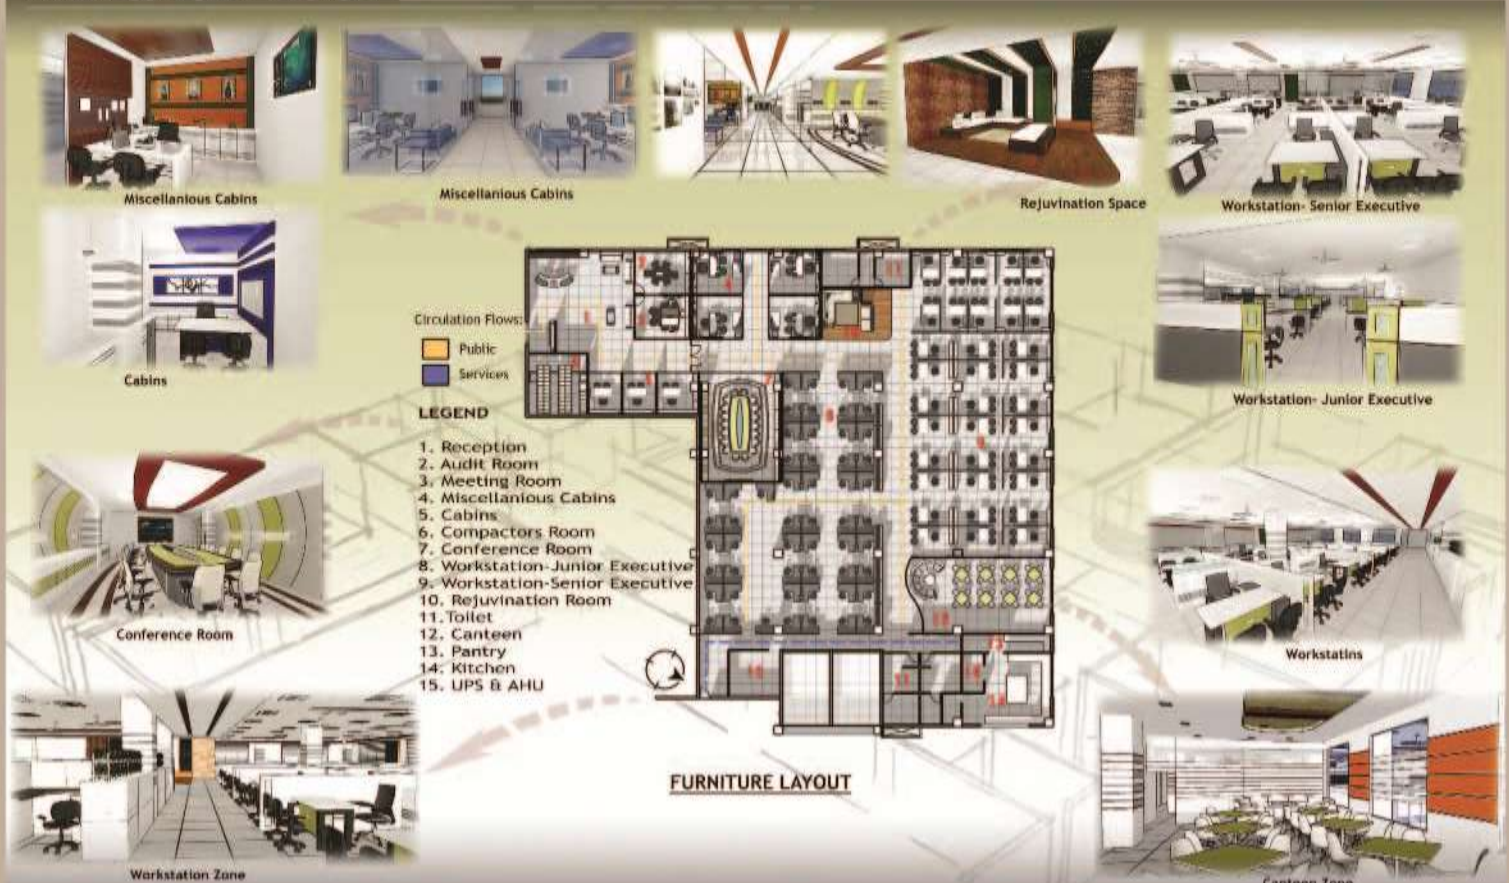 Miscellanious Cabins
Miscellanious Cabins
Rejuvination Space
Workstation- Senior Executive
Cabins
Workstation- Junior Executive
Circulation Flows:
Public
Services
LEGEND
1. Reception
2. Audit Room
3. Meeting Room
4. Miscellanious Cabins
5. Cabins
6. Compactors Room
7. Conference Room
8. Workstation-Junior Executive
9. Workstation-Senior Executive
10. Rejuvination Room
11.Toilet
12. Canteen
13. Pantry
14. Kitchen
15. UPS & AHU
Conference Room
Workstatins
FURNITURE LAYOUT
Workstation Zone
Canteen Zone